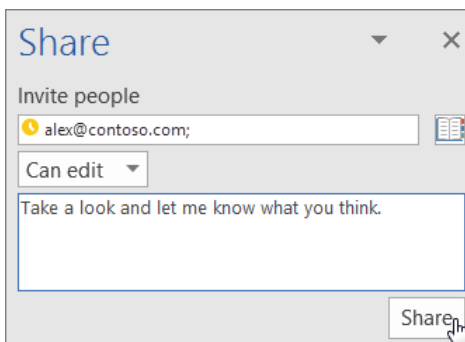 Share
Invite people
alex@contoso.com;
Can edit
Take a look and let me know what you think.
Share